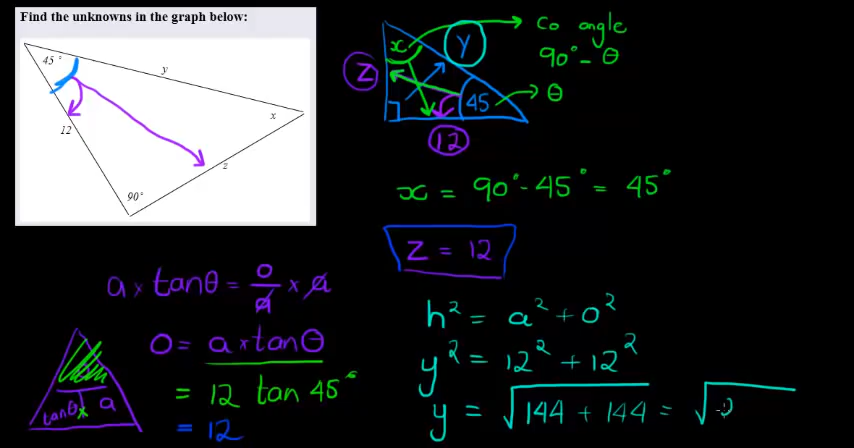 Find the unknowns in the graph below:
45°
y
x
12
z
90°
x
y
z
45
12
Co angle
90° - θ
θ
x = 90° - 45° = 45°
z = 12
a x tanθ = o/a x a
o = a x tanθ
= 12 tan 45°
= 12
tanθ x a
h² = a² + o²
y² = 12² + 12²
y = √144 + 144 = √